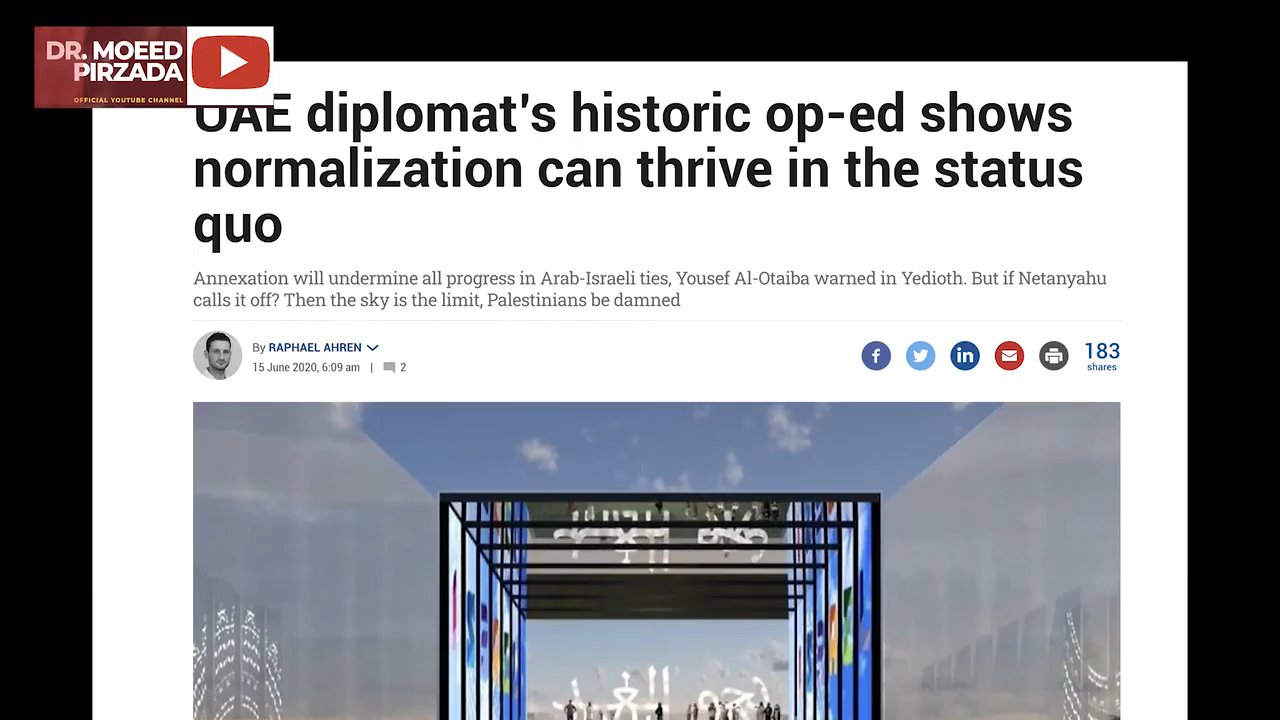 DR. MOEED
PIRZADA
OFFICIAL YOUTUBE CHANNEL
UAE diplomat's historic op-ed shows
normalization can thrive in the status
quo
Annexation will undermine all progress in Arab-Israeli ties, Yousef Al-Otaiba warned in Yedioth. But if Netanyahu
calls it off? Then the sky is the limit, Palestinians be damned
By RAPHAEL AHREN
15 June 2020, 6:09 am | 2
183
shares